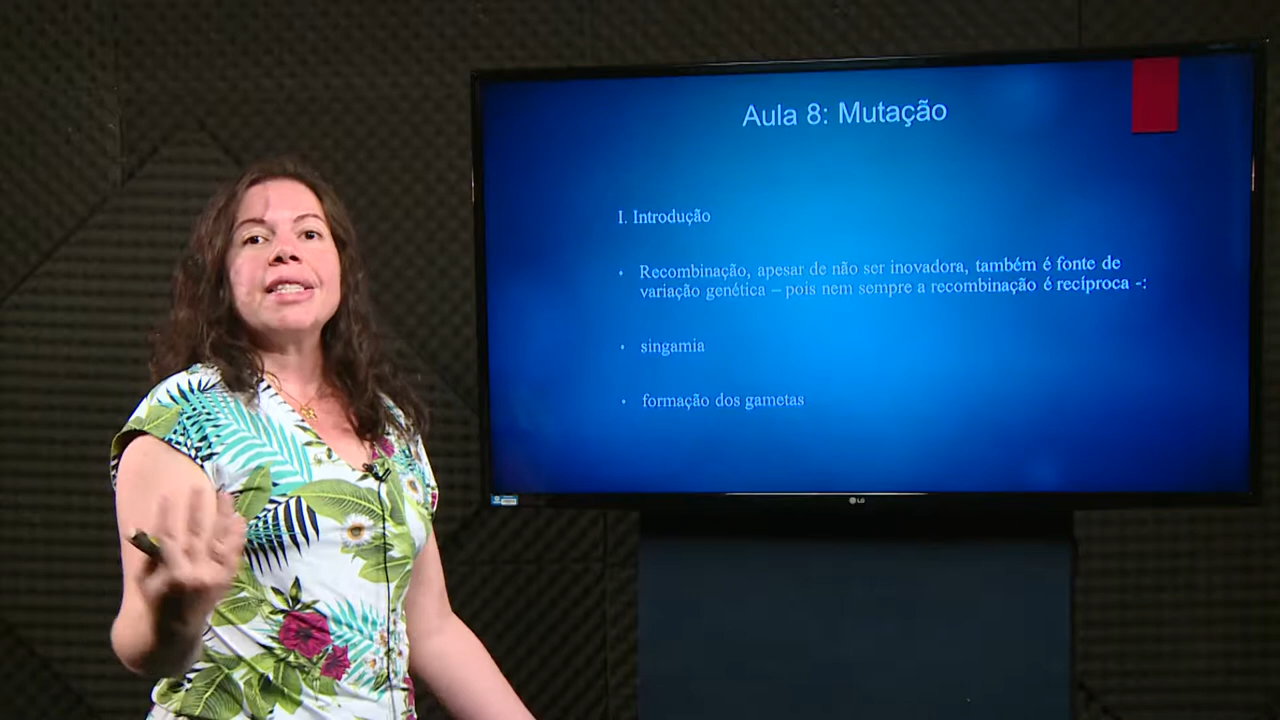 Aula 8: Mutação
I. Introdução
• Recombinação, apesar de não ser inovadora, também é fonte de
variação genética – pois nem sempre a recombinação é recíproca -:
• singamia
• formação dos gametas
LG